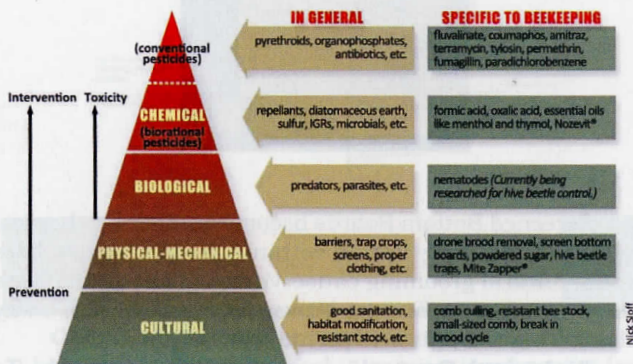 IN GENERAL
SPECIFIC TO BEEKEEPING
(conventional
pesticides)
pyrethroids, organophosphates,
antibiotics, etc.
fluvalinate, coumaphos, amitraz,
terramycin, tylosin, permethrin,
fumagillin, paradichlorobenzene
Intervention
Toxicity
CHEMICAL
(biorational
pesticides)
repellants, diatomaceous earth,
sulfur, IGRs, microbials, etc.
formic acid, oxalic acid, essential oils
like menthol and thymol, Nozevit®
BIOLOGICAL
predators, parasites, etc.
nematodes (Currently being
researched for hive beetle control.)
PHYSICAL-MECHANICAL
barriers, trap crops,
screens, proper
clothing, etc.
drone brood removal, screen bottom
boards, powdered sugar, hive beetle
traps, Mite Zapper®
Prevention
CULTURAL
good sanitation,
habitat modification,
resistant stock, etc.
comb culling, resistant bee stock,
small-sized comb, break in
brood cycle
Nick Sloff